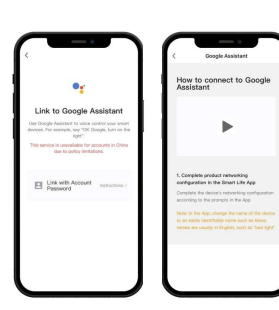 Link to Google Assistant
Use Google Assistant to voice control your smart
devices. For example, say "OK Google, turn on the
light".
This service is unavailable for accounts in China
due to policy limitations.
Link with Account
Password
Instructions
Google Assistant
How to connect to Google
Assistant
1. Complete product networking
configuration in the Smart Life App
Complete the device's networking configuration
according to the prompts in the App
Note: In the App, change the name of the device
to an easily identifiable name such as
names are usually in English, such as "bed light"